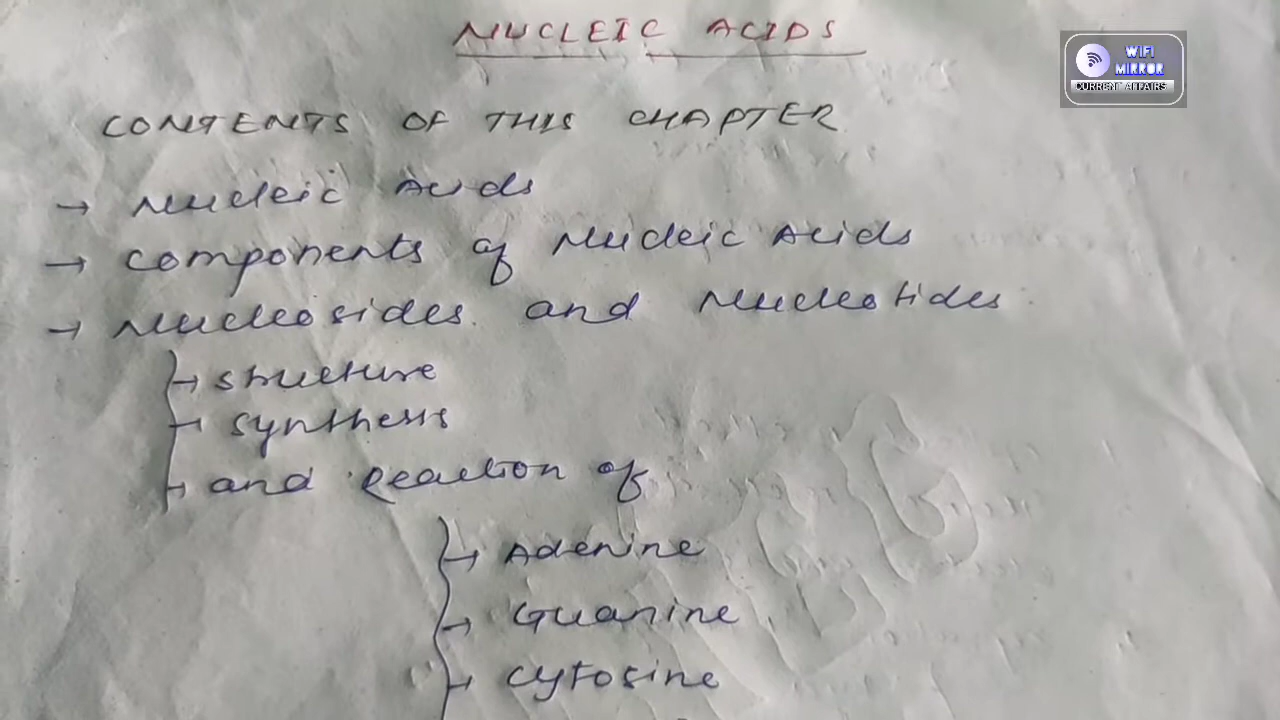 NUCLEIC ACIDS
WIFI
MIRROR
CURRENT AFFAIRS
CONTENTS OF THIS CHAPTER
→ Nucleic Acids
→ Components of Nucleic Acids
→ Nucleosides and Nucleotides
→ structure
→ synthesis
→ and Reaction of
→ Adenine
→ Guanine
→ Cytosine